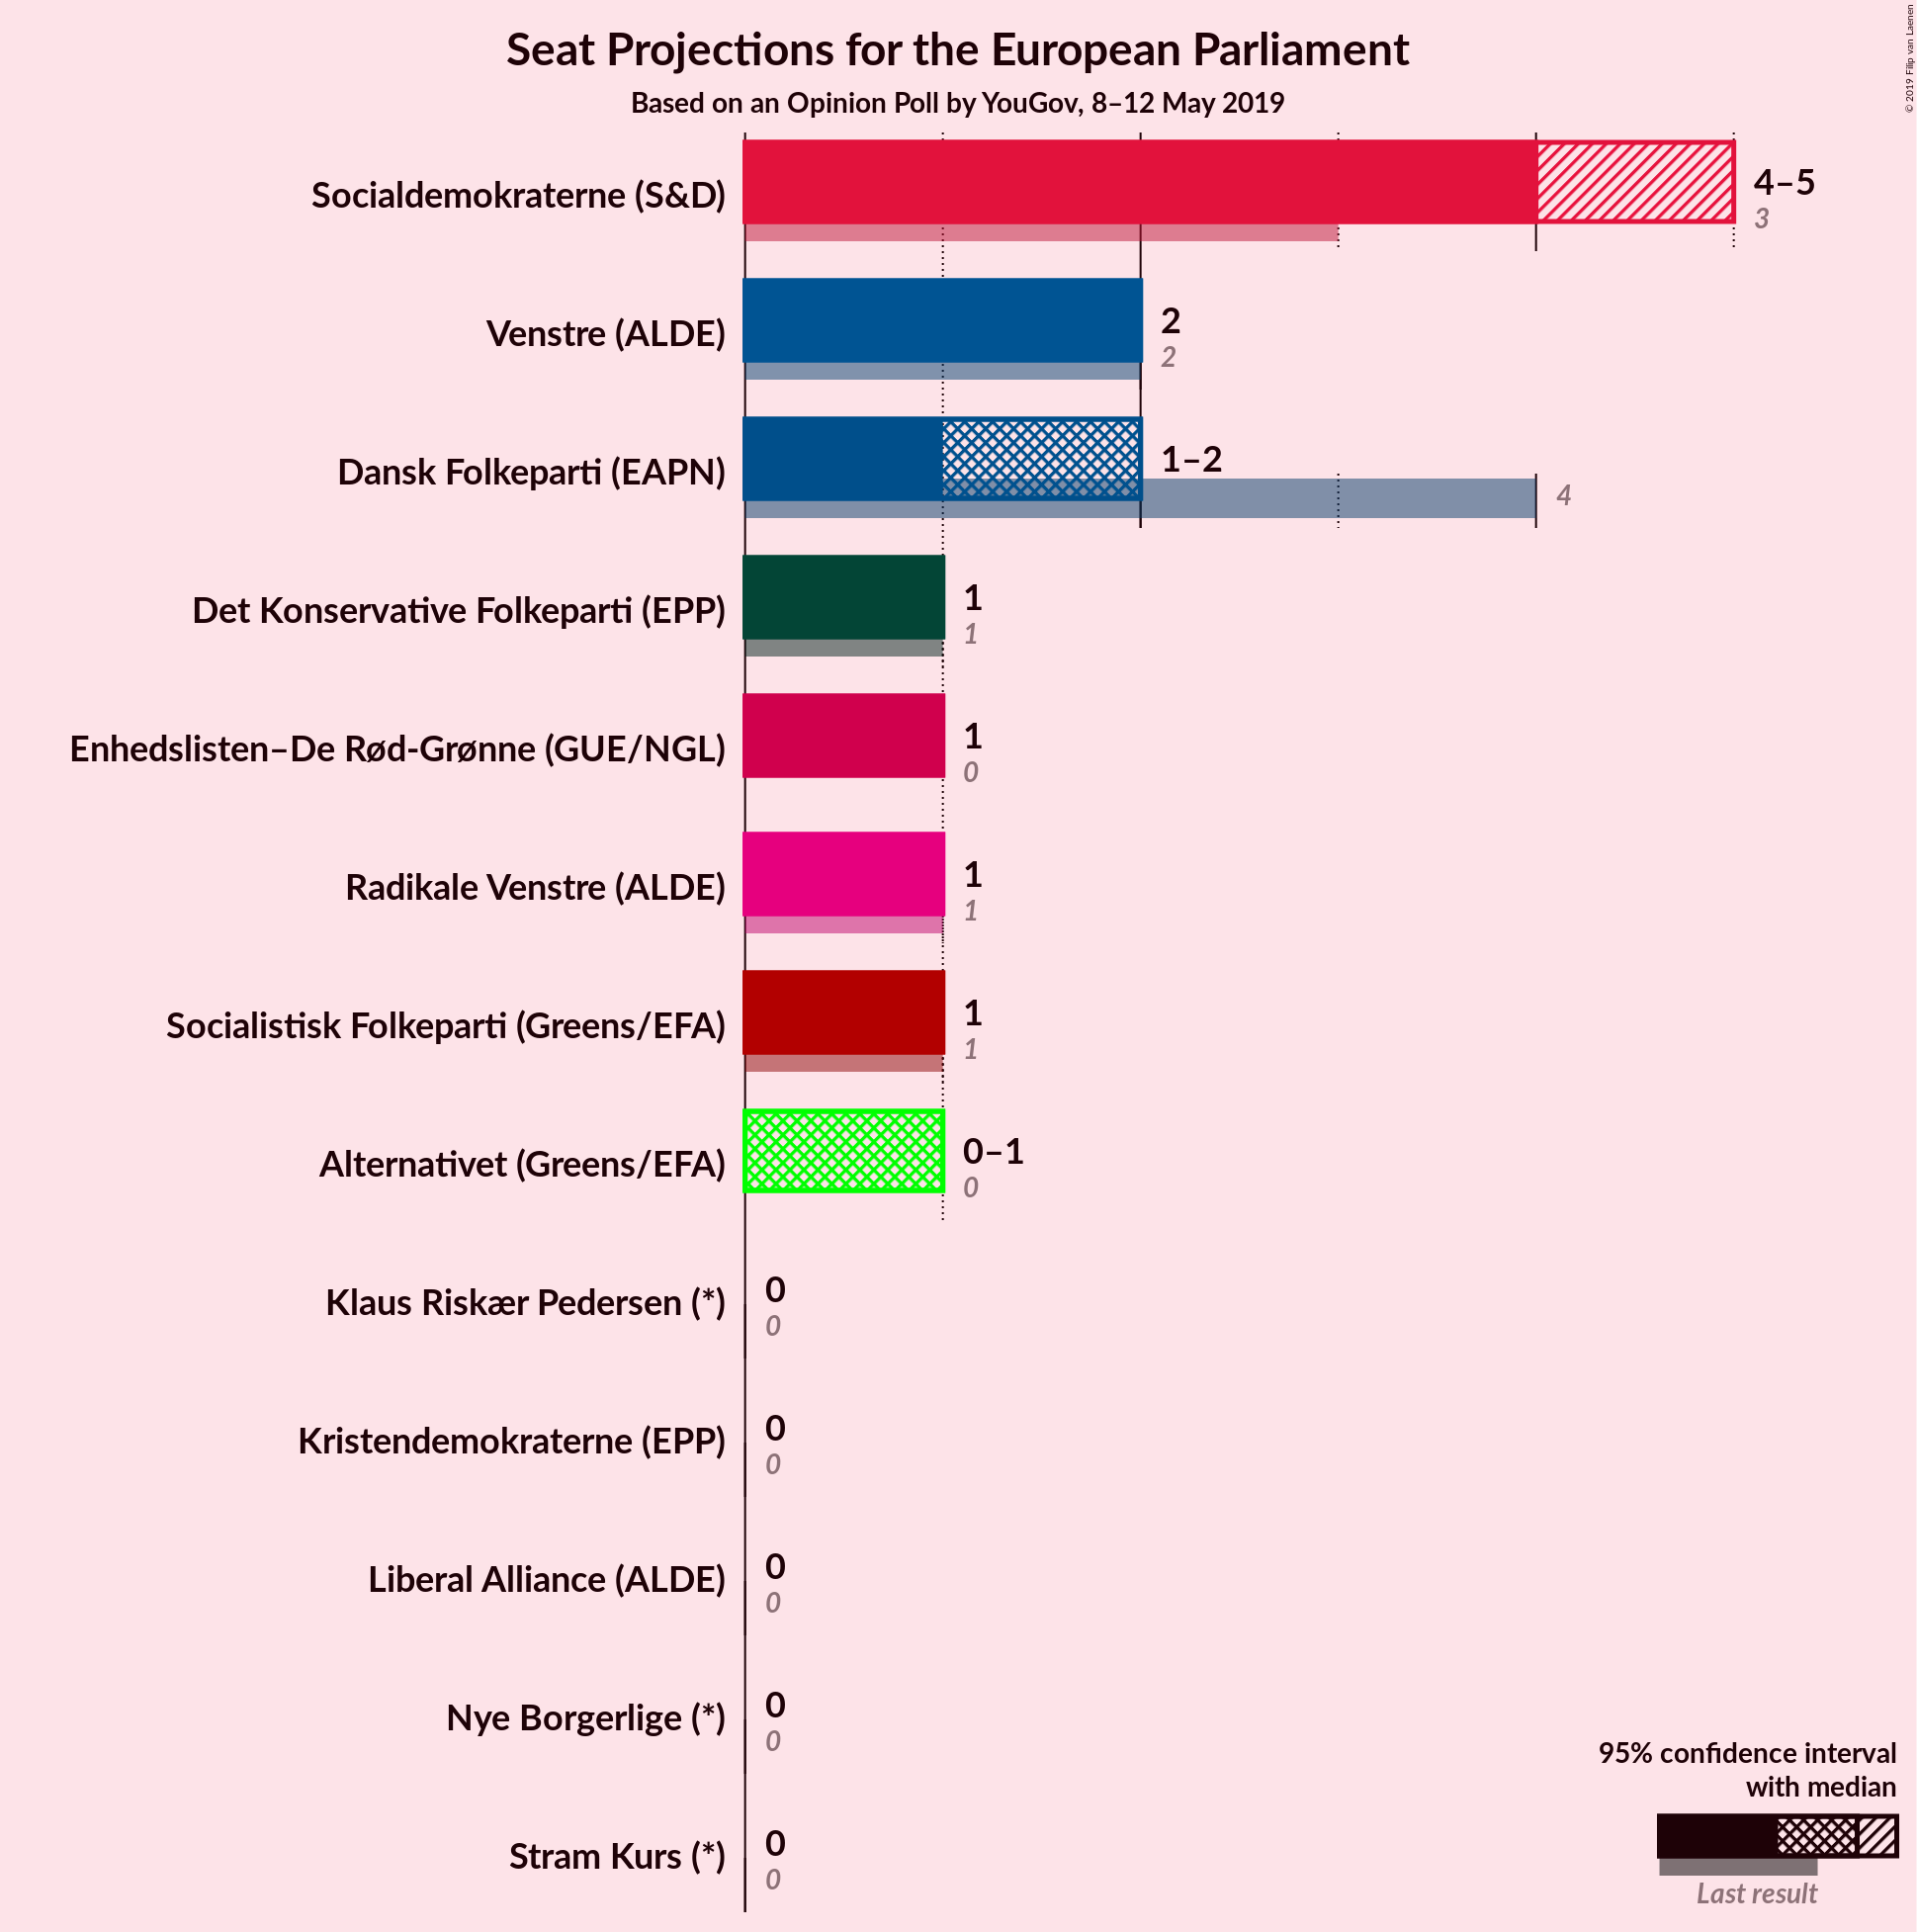 Seat Projections for the European Parliament
Based on an Opinion Poll by YouGov, 8–12 May 2019
© 2019 Filip van Laenen
Socialdemokraterne (S&D)
4–5
3
Venstre (ALDE)
2
2
Dansk Folkeparti (EAPN)
1–2
4
Det Konservative Folkeparti (EPP)
1
1
Enhedslisten–De Rød-Grønne (GUE/NGL)
1
0
Radikale Venstre (ALDE)
1
1
Socialistisk Folkeparti (Greens/EFA)
1
1
Alternativet (Greens/EFA)
0–1
0
Klaus Riskær Pedersen (*)
0
0
Kristendemokraterne (EPP)
0
0
Liberal Alliance (ALDE)
0
0
Nye Borgerlige (*)
0
0
Stram Kurs (*)
0
0
95% confidence interval
with median
Last result